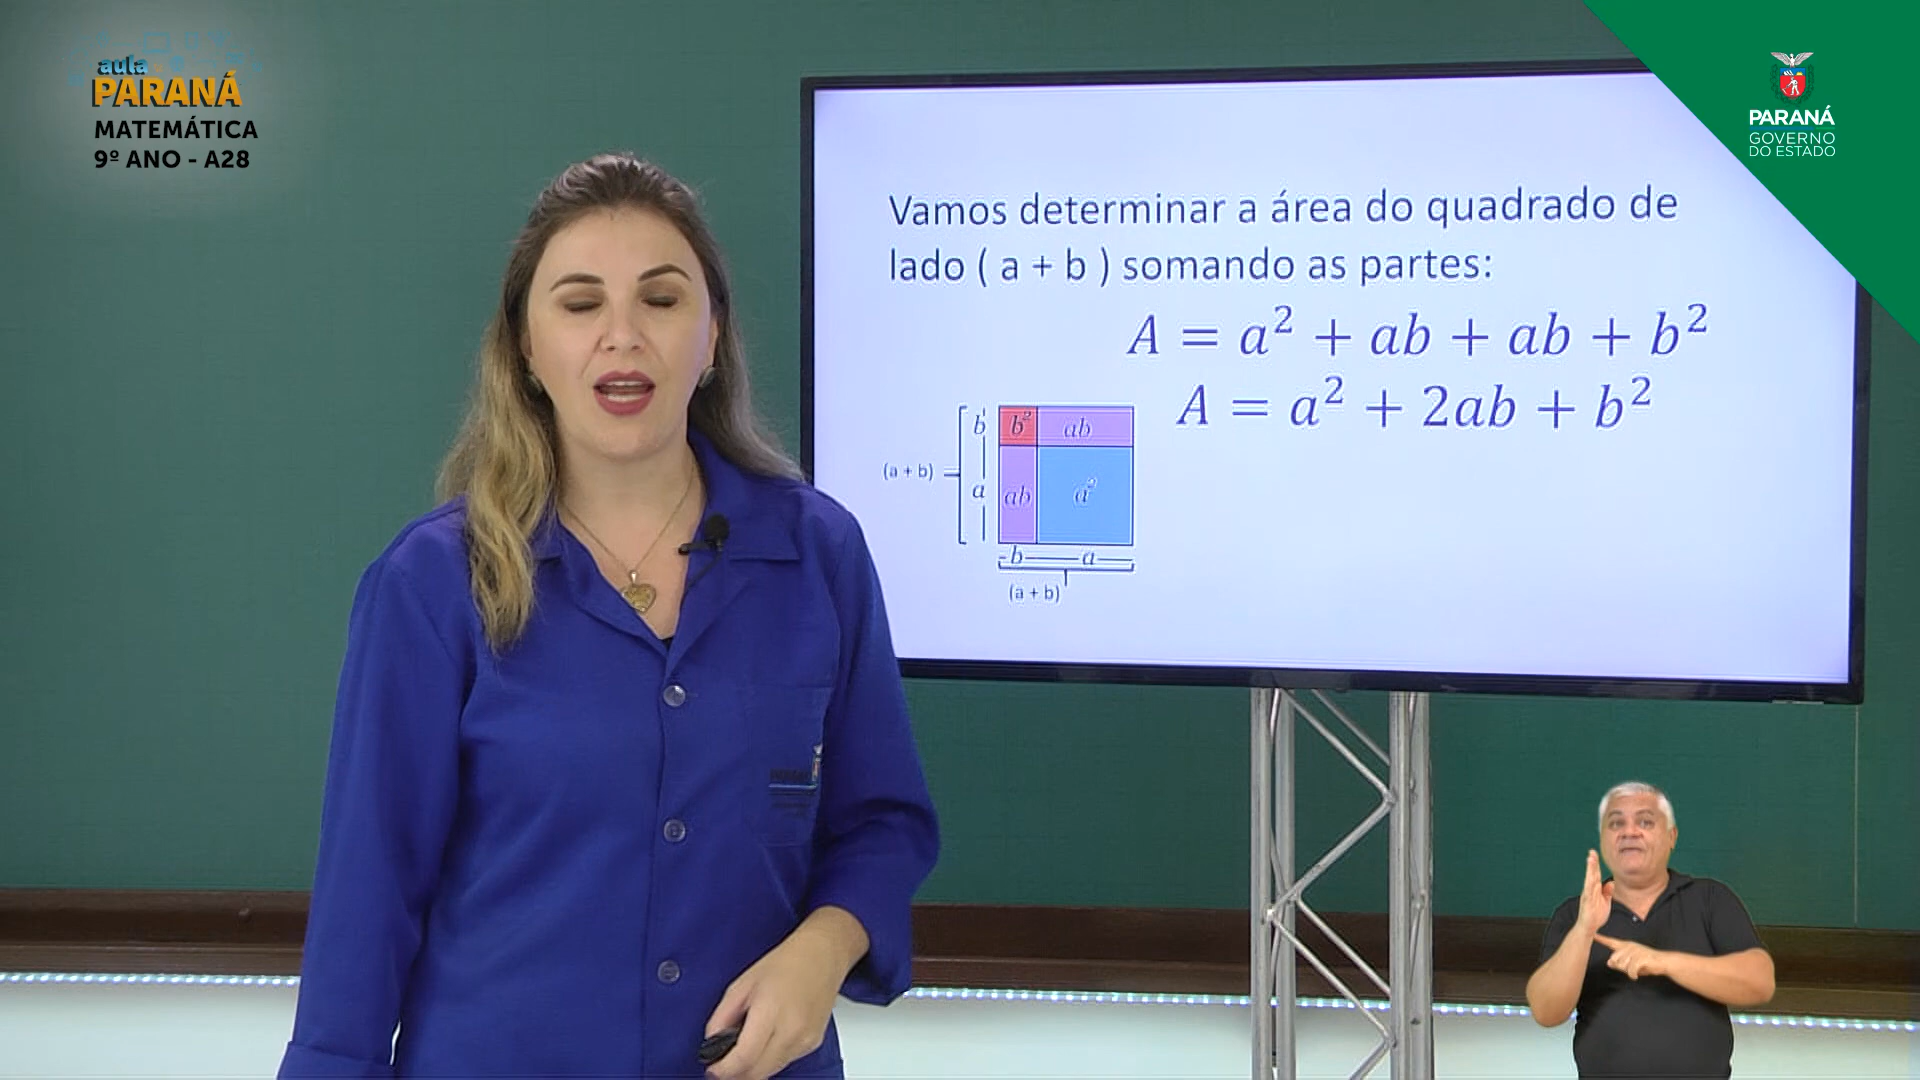 aula
PARANÁ
MATEMÁTICA
9º ANO - A28
PARANÁ
GOVERNO
DO ESTADO
Vamos determinar a área do quadrado de
lado ( a + b ) somando as partes:
A = a² + ab + ab + b²
A = a² + 2ab + b²
b b² ab
(a + b)
a ab a²
b a
(a + b)